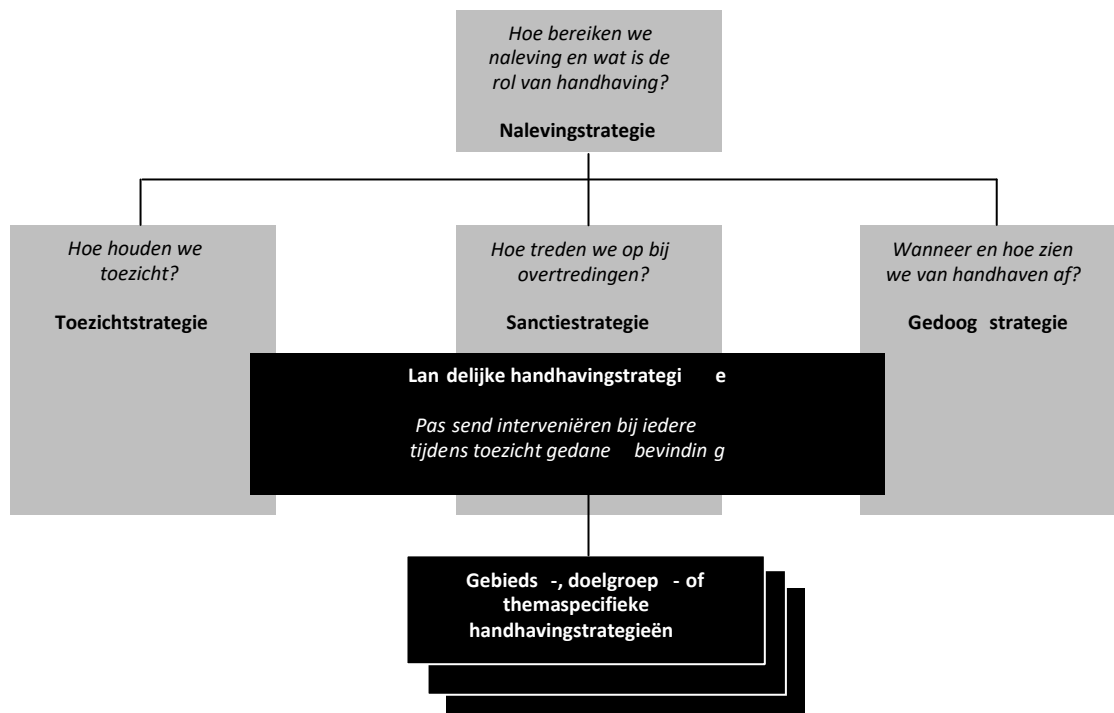 Hoe bereiken we
naleving en wat is de
rol van handhaving?
Nalevingstrategie
Hoe houden we
toezicht?
Toezichtstrategie
Hoe treden we op bij
overtredingen?
Sanctiestrategie
Wanneer en hoe zien
we van handhaven af?
Gedoog strategie
Lan delijke handhavingstrategi e
Pas send interveniëren bij iedere
tijdens toezicht gedane bevindin g
Gebieds -, doelgroep - of
themaspecifieke
handhavingstrategieën